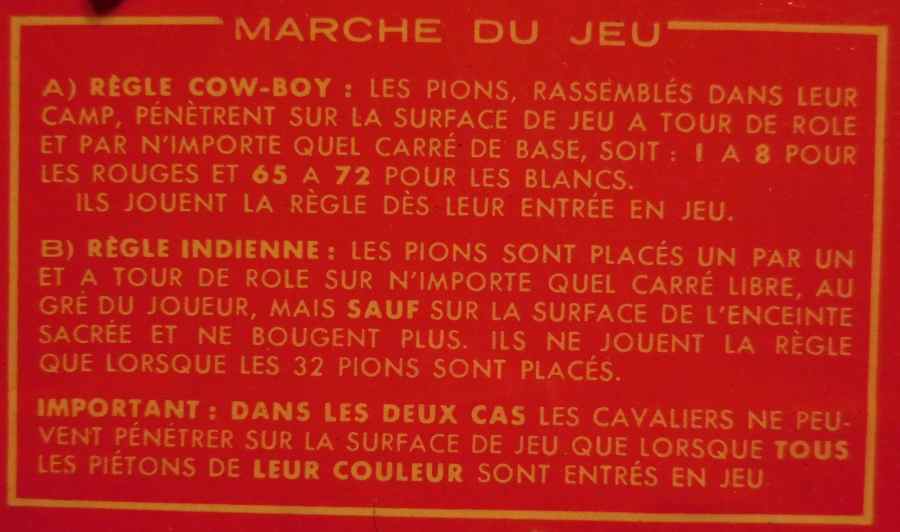 MARCHE DU JEU
A) RÈGLE COW-BOY : LES PIONS, RASSEMBLÉS DANS LEUR
CAMP, PÉNÈTRENT SUR LA SURFACE DE JEU A TOUR DE ROLE
ET PAR N'IMPORTE QUEL CARRÉ DE BASE, SOIT : 1 A 8 POUR
LES ROUGES ET 65 A 72 POUR LES BLANCS.
ILS JOUENT LA RÈGLE DÈS LEUR ENTRÉE EN JEU.
B) RÈGLE INDIENNE : LES PIONS SONT PLACÉS UN PAR UN
ET A TOUR DE ROLE SUR N'IMPORTE QUEL CARRÉ LIBRE, AU
GRÉ DU JOUEUR, MAIS SAUF SUR LA SURFACE DE L'ENCEINTE
SACRÉE ET NE BOUGENT PLUS. ILS NE JOUENT LA RÈGLE
QUE LORSQUE LES 32 PIONS SONT PLACÉS.
IMPORTANT : DANS LES DEUX CAS LES CAVALIERS NE PEU-
VENT PÉNÉTRER SUR LA SURFACE DE JEU QUE LORSQUE TOUS
LES PIÉTONS DE LEUR COULEUR SONT ENTRÉS EN JEU